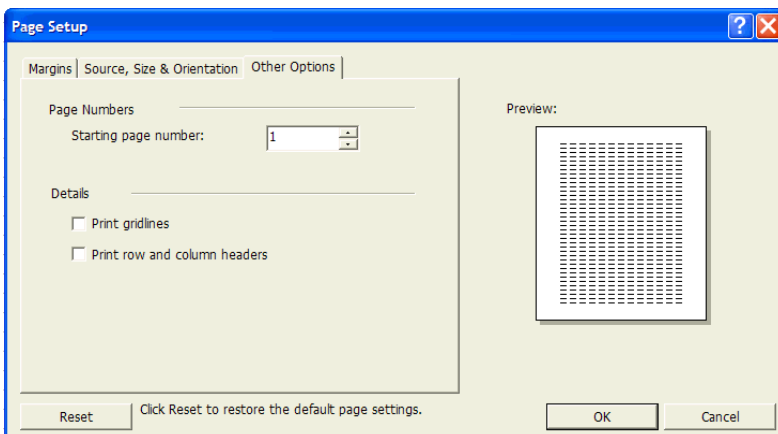 Page Setup
Margins
Source, Size & Orientation
Other Options
Page Numbers
Starting page number:
1
Preview:
Details
Print gridlines
Print row and column headers
Reset
Click Reset to restore the default page settings.
OK
Cancel